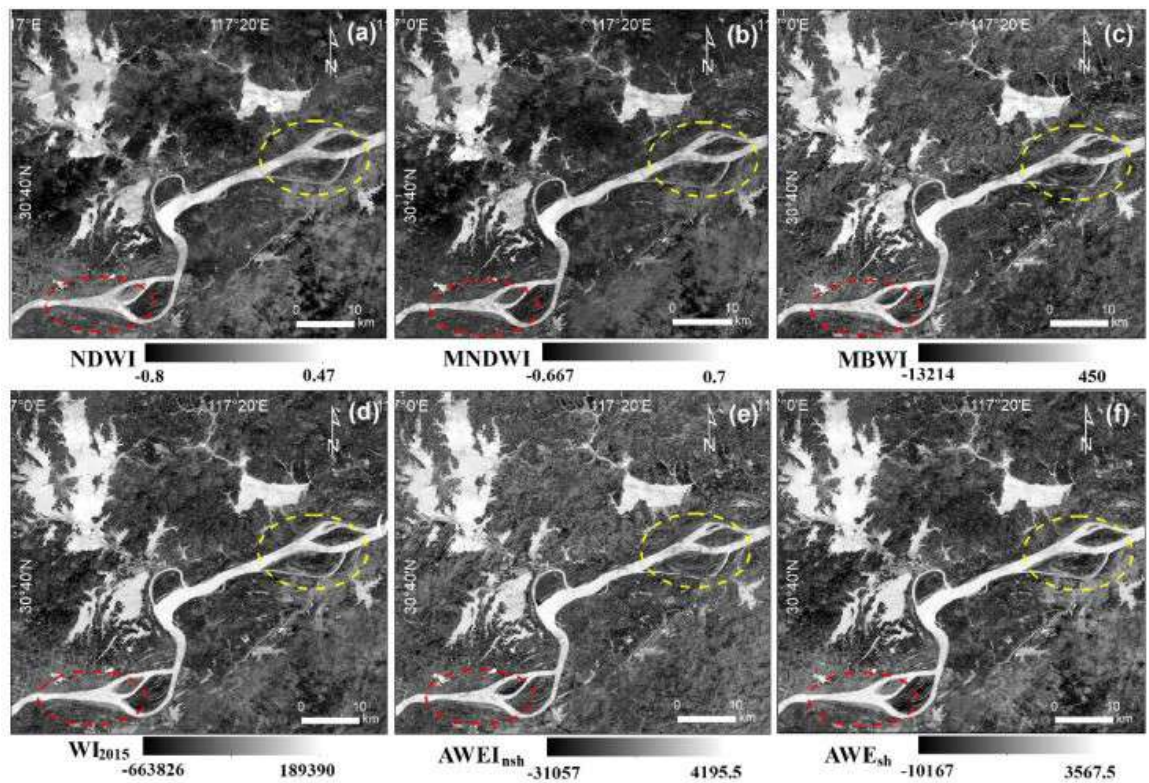 117°20'E (a) 117°20'E (b) 117°20'E (c)
N N N
30°40'N 30°40'N 30°40'N
0 10 0 10 0 10
km km km
NDWI MNDWI MBWI
-0.8 0.47 -0.667 0.7 -13214 450
7°0'E 117°20'E (d) 7°0'E 117°20'E (e) 7°0'E 117°20'E (f)
N N N
30°40'N 30°40'N 30°40'N
0 10 0 10 0 10
km km km
WI2015 AWEInsh AWEsh
-663826 189390 -31057 4195.5 -10167 3567.5